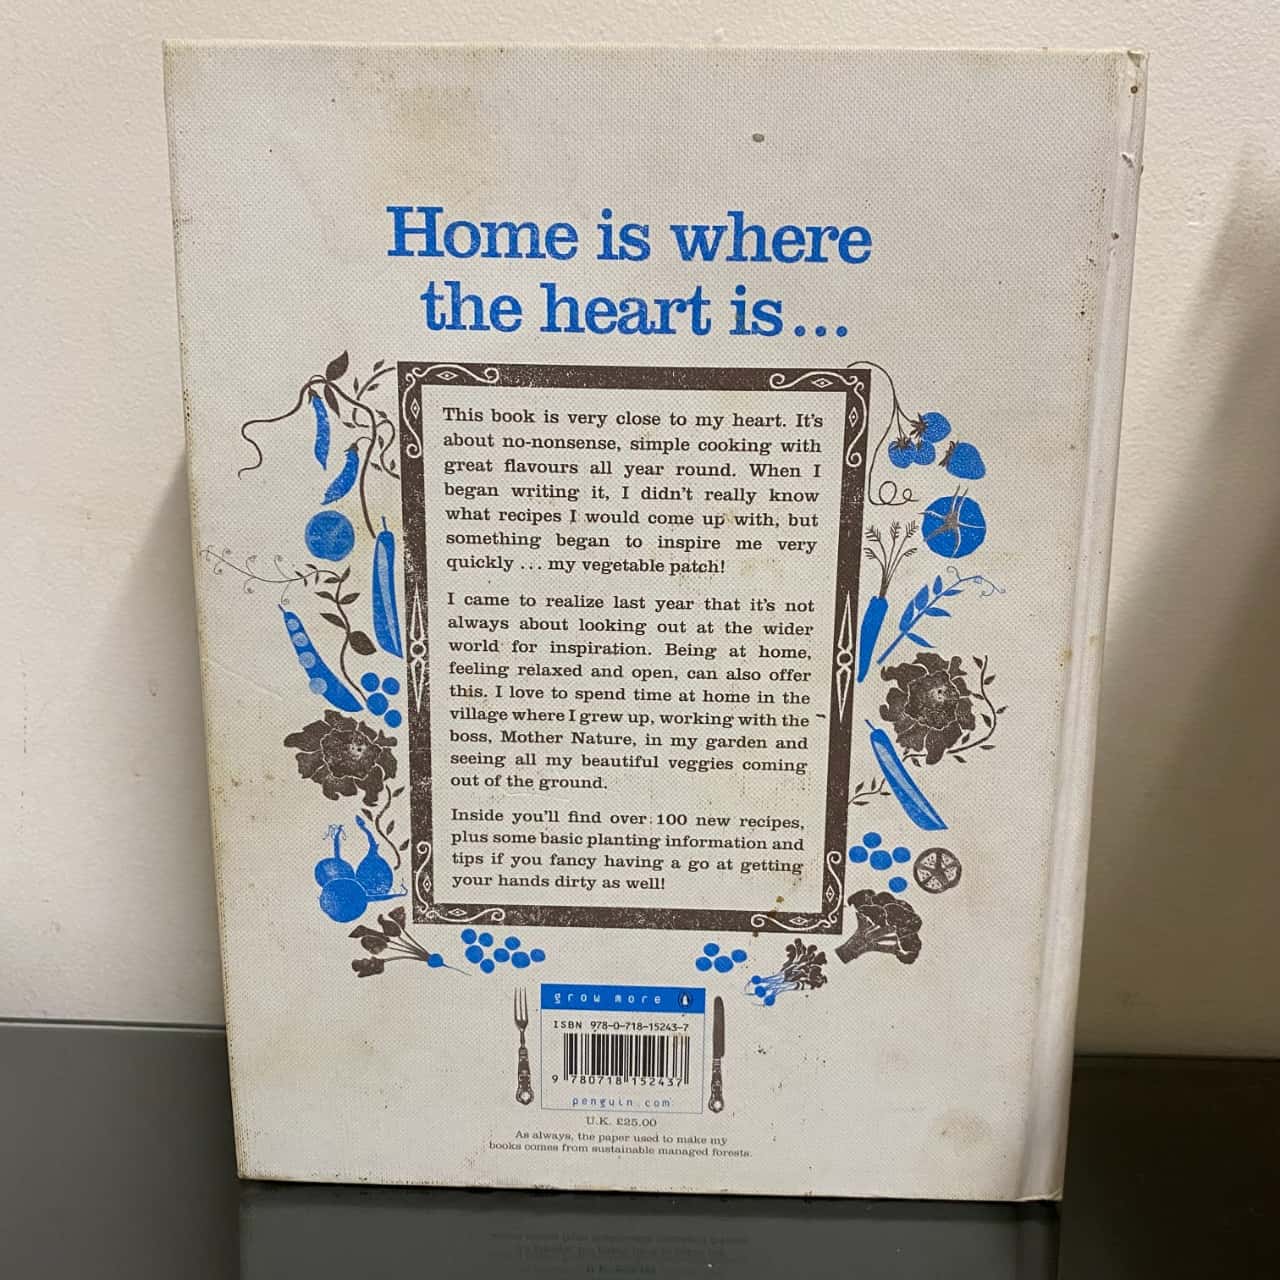 Home is where
the heart is...
This book is very close to my heart. It's
about no-nonsense, simple cooking with
great flavours all year round. When I
began writing it, I didn't really know
what recipes I would come up with, but
something began to inspire me very
quickly ... my vegetable patch!
I came to realize last year that it's not
always about looking out at the wider
world for inspiration. Being at home,
feeling relaxed and open, can also offer
this. I love to spend time at home in the
village where I grew up, working with the
boss, Mother Nature, in my garden and
seeing all my beautiful veggies coming
out of the ground.
Inside you'll find over 100 new recipes,
plus some basic planting information and
tips if you fancy having a go at getting
your hands dirty as well!
grow more
ISBN 978-0-718-15243-7
9 780718 152437
penguin.com
U.K. £25.00
As always, the paper used to make my
books comes from sustainable managed forests.